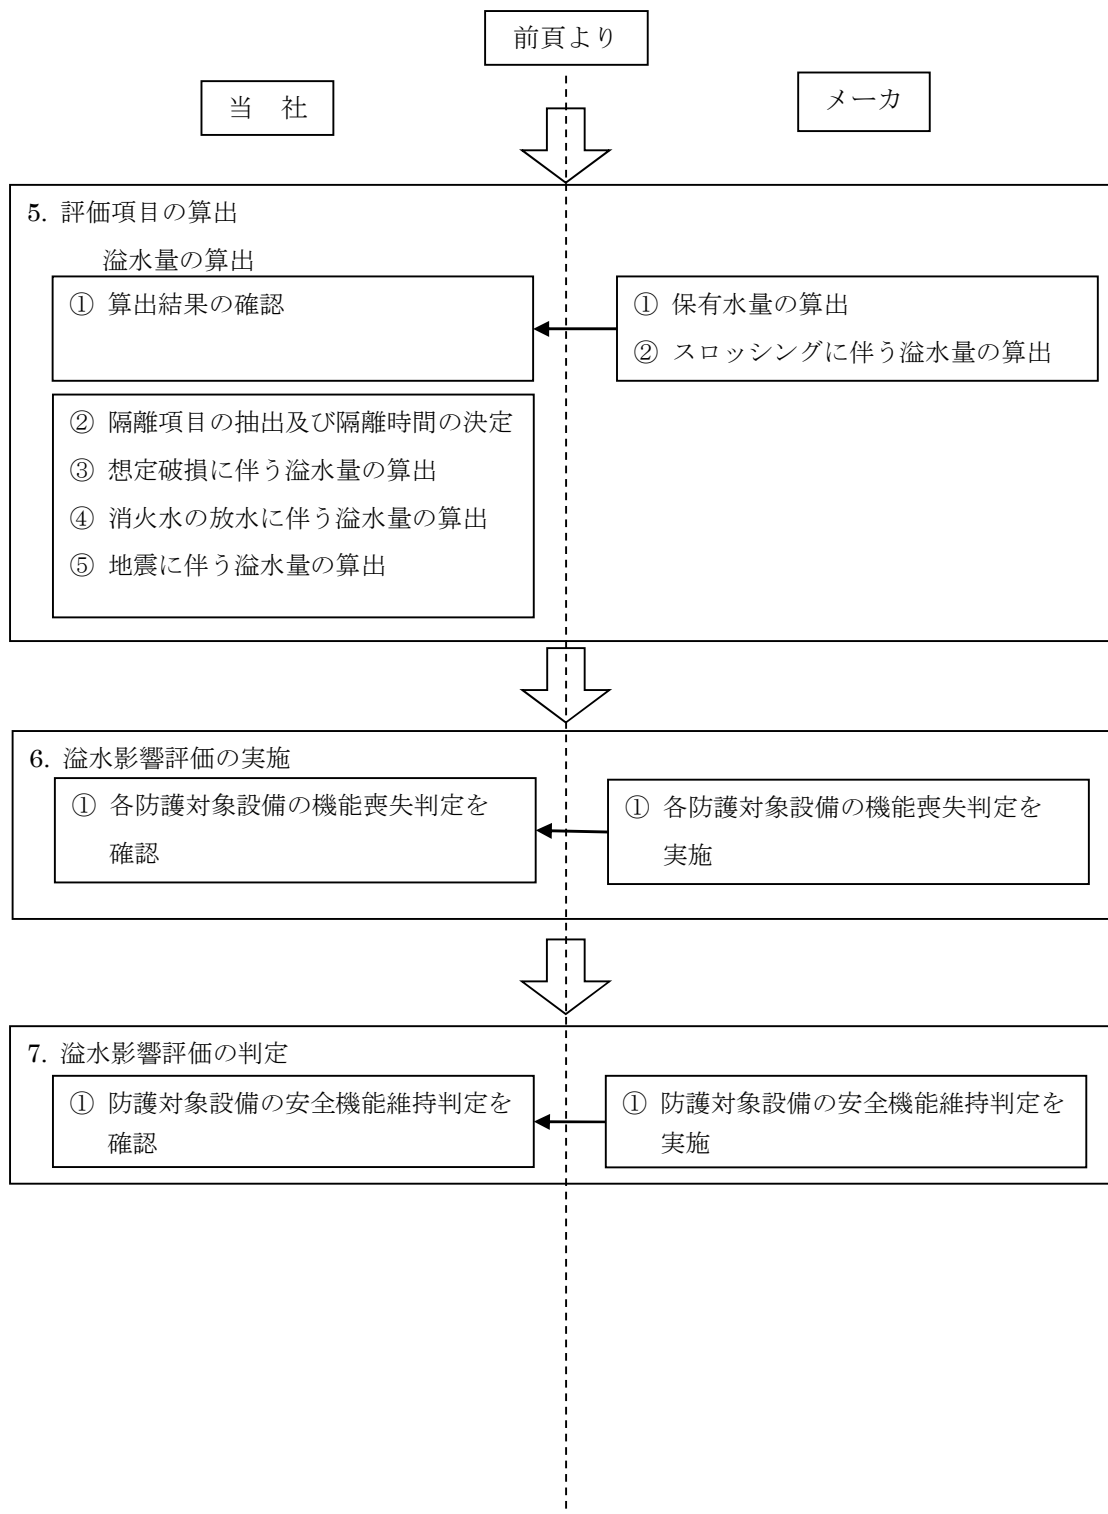 前頁より
当　社
メーカ
5. 評価項目の算出
溢水量の算出
① 算出結果の確認
① 保有水量の算出
② スロッシングに伴う溢水量の算出
② 隔離項目の抽出及び隔離時間の決定
③ 想定破損に伴う溢水量の算出
④ 消火水の放水に伴う溢水量の算出
⑤ 地震に伴う溢水量の算出
6. 溢水影響評価の実施
① 各防護対象設備の機能喪失判定を
確認
① 各防護対象設備の機能喪失判定を
実施
7. 溢水影響評価の判定
① 防護対象設備の安全機能維持判定を
確認
① 防護対象設備の安全機能維持判定を
実施